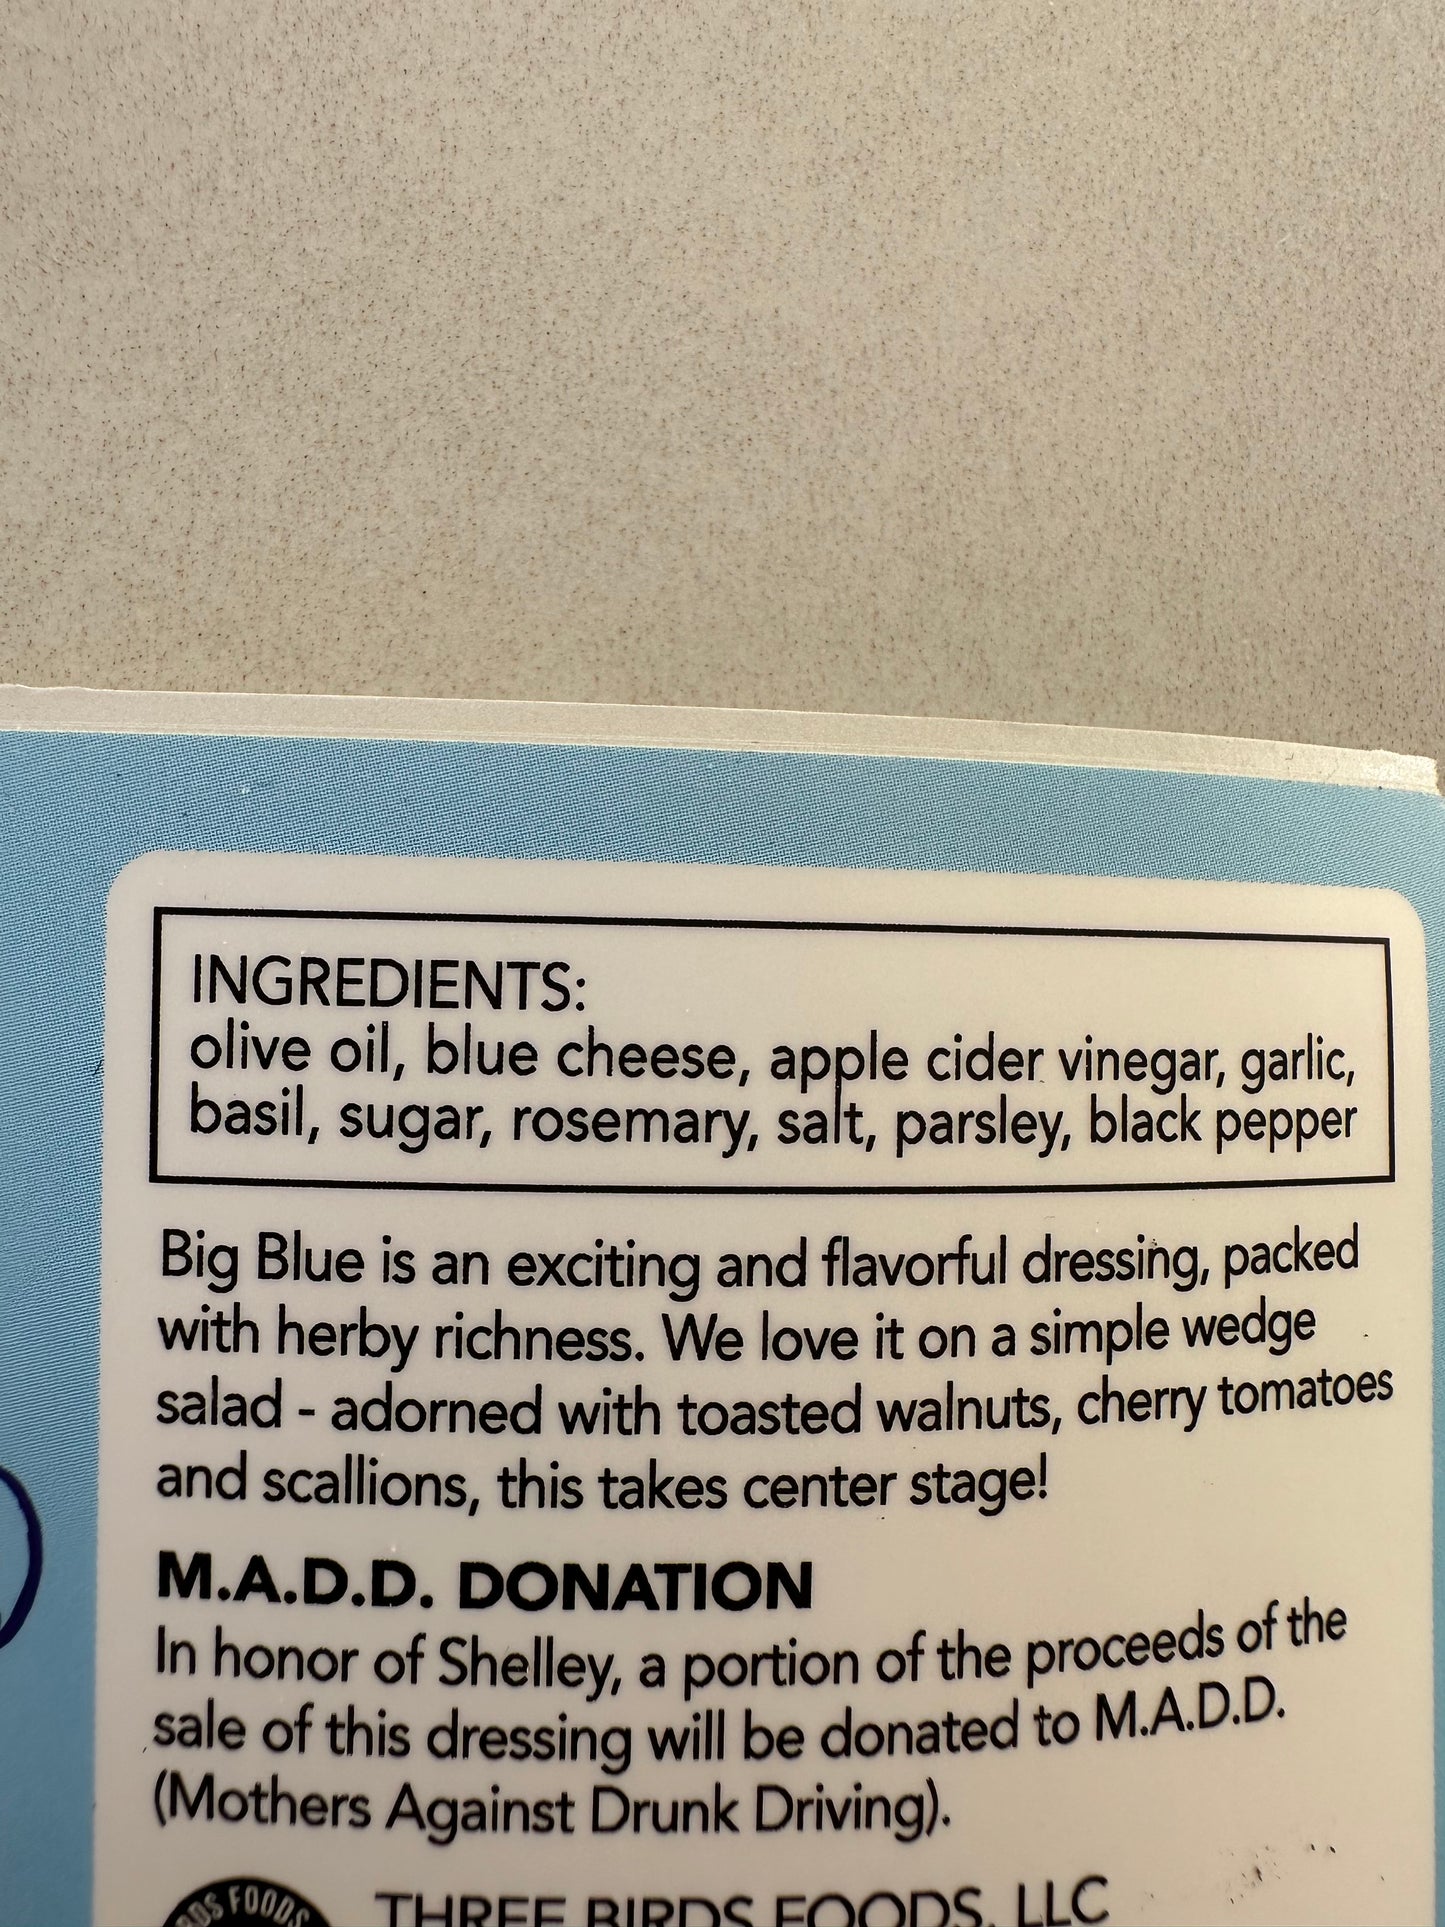 INGREDIENTS:
olive oil, blue cheese, apple cider vinegar, garlic,
basil, sugar, rosemary, salt, parsley, black pepper
Big Blue is an exciting and flavorful dressing, packed
with herby richness. We love it on a simple wedge
salad - adorned with toasted walnuts, cherry tomatoes
and scallions, this takes center stage!
M.A.D.D. DONATION
In honor of Shelley, a portion of the proceeds of the
sale of this dressing will be donated to M.A.D.D.
(Mothers Against Drunk Driving).
FOODS
THREE BIRDS FOODS, LLC